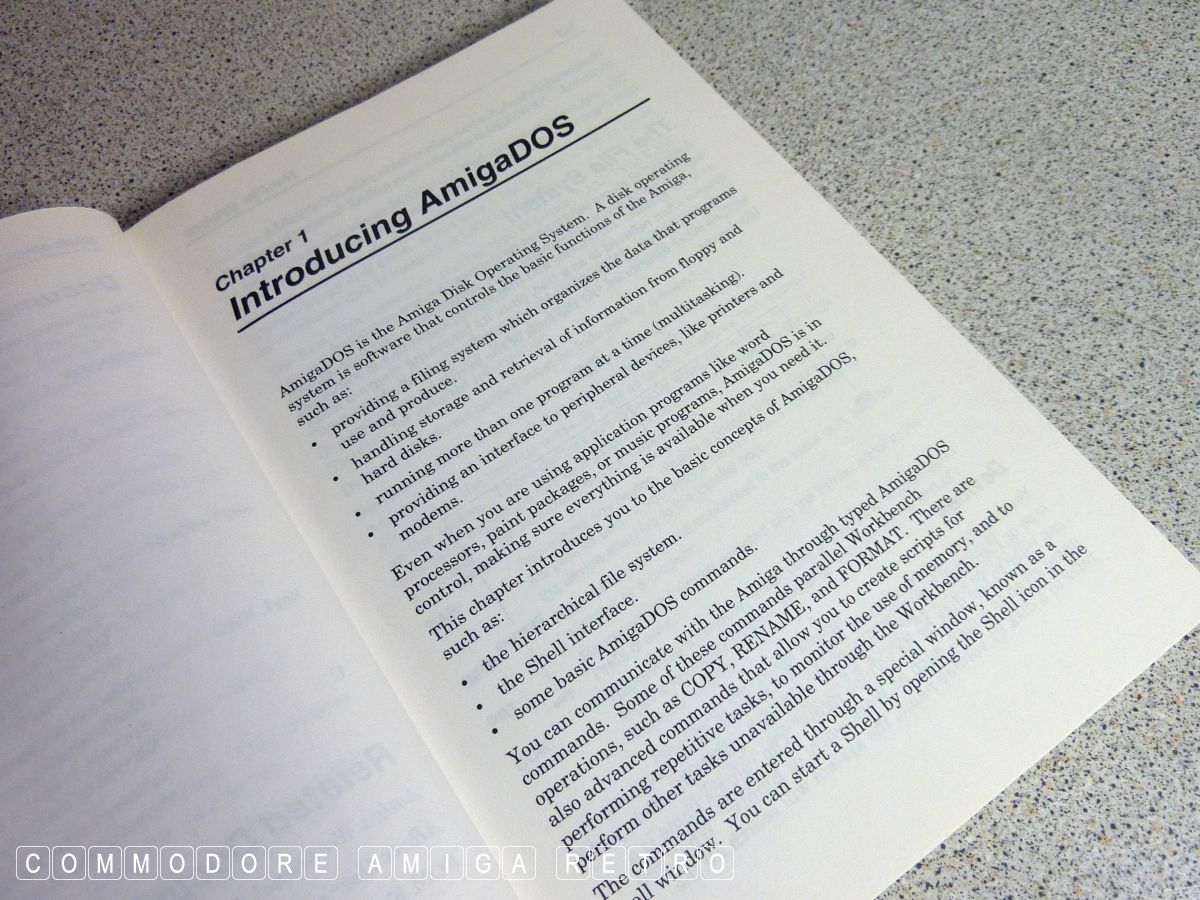 Chapter 1
Introducing AmigaDOS
AmigaDOS is the Amiga Disk Operating System. A disk operating
system is software that controls the basic functions of the Amiga,
such as:
• providing a filing system which organizes the data that programs
use and produce.
• handling storage and retrieval of information from floppy and
hard disks.
• running more than one program at a time (multitasking).
• providing an interface to peripheral devices, like printers and
modems.
Even when you are using application programs like word
processors, paint packages, or music programs, AmigaDOS is in
control, making sure everything is available when you need it.
This chapter introduces you to the basic concepts of AmigaDOS,
such as:
• the hierarchical file system.
• the Shell interface.
• some basic AmigaDOS commands.
You can communicate with the Amiga through typed AmigaDOS
commands. Some of these commands parallel Workbench
operations, such as COPY, RENAME, and FORMAT. There are
also advanced commands that allow you to create scripts for
performing repetitive tasks, to monitor the use of memory, and to
perform other tasks unavailable through the Workbench.
The commands are entered through a special window, known as a
window. You can start a Shell by opening the Shell icon in the
COMMODORE AMIGA RETRO